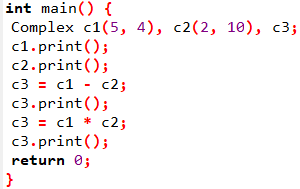 int main() {
Complex c1(5, 4), c2(2, 10), c3;
c1.print();
c2.print();
c3 = c1 - c2;
c3.print();
c3 = c1 * c2;
c3.print();
return 0;
}